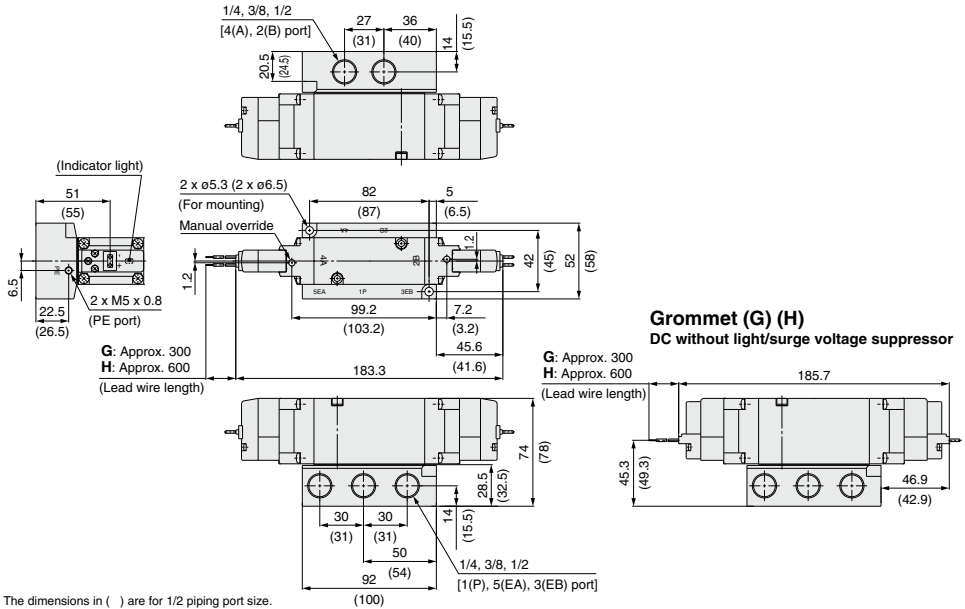 1/4, 3/8, 1/2
[4(A), 2(B) port]
27
(31)
36
(40)
14
(15.5)
20.5
(24.5)
(Indicator light)
51
(55)
6.5
22.5
(26.5)
2 x M5 x 0.8
(PE port)
PE
2 x ø5.3 (2 x ø6.5)
(For mounting)
Manual override
82
(87)
5
(6.5)
4A
2B
1.2
1.2
42
(45)
52
(58)
5EA
1P
3EB
99.2
(103.2)
7.2
(3.2)
45.6
(41.6)
G: Approx. 300
H: Approx. 600
(Lead wire length)
183.3
Grommet (G) (H)
DC without light/surge voltage suppressor
G: Approx. 300
H: Approx. 600
(Lead wire length)
185.7
45.3
(49.3)
46.9
(42.9)
74
(78)
28.5
(32.5)
14
(15.5)
30
(31)
30
(31)
50
(54)
92
(100)
1/4, 3/8, 1/2
[1(P), 5(EA), 3(EB) port]
The dimensions in ( ) are for 1/2 piping port size.